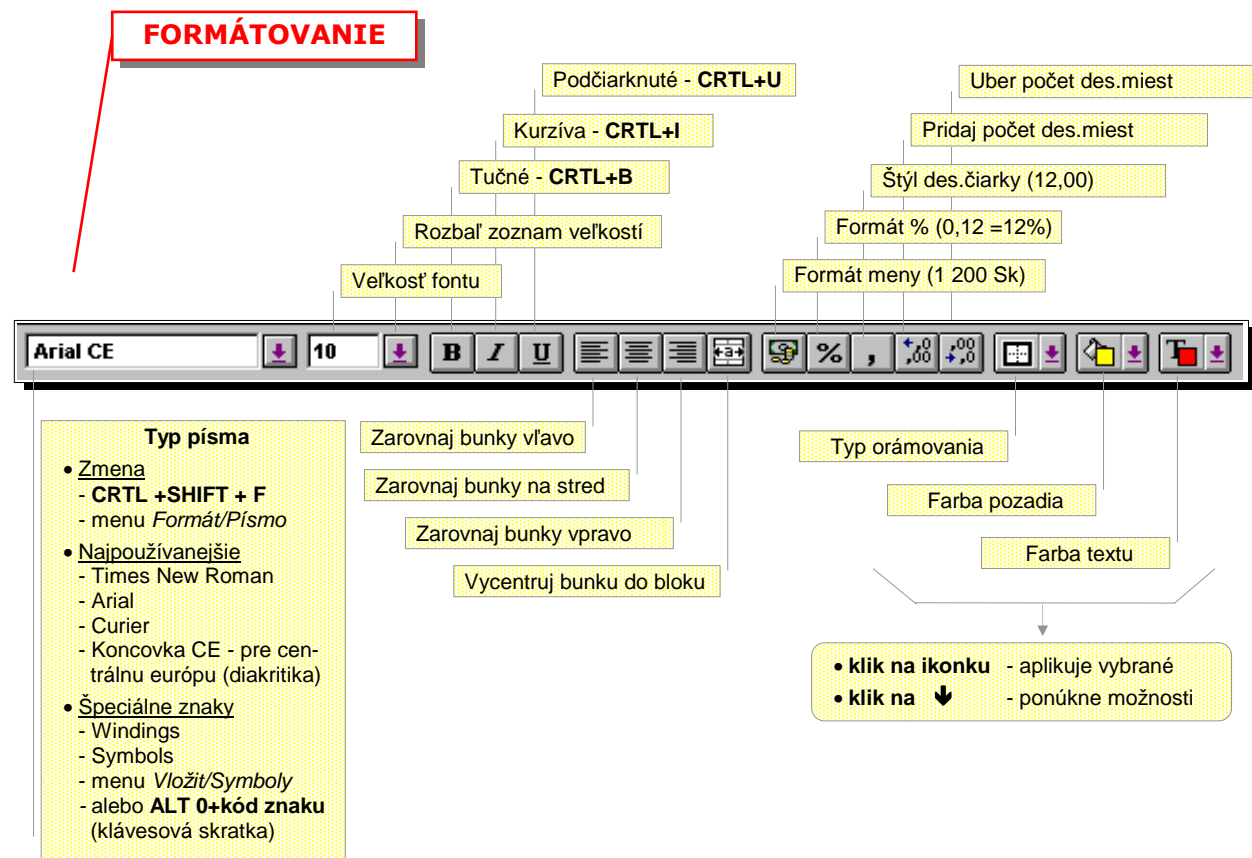 FORMÁTOVANIE
Podčiarknuté - CRTL+U
Uber počet des.miest
Kurzíva - CRTL+I
Pridaj počet des.miest
Tučné - CRTL+B
Štýl des.čiarky (12,00)
Rozbaľ zoznam veľkostí
Formát % (0,12 =12%)
Veľkosť fontu
Formát meny (1 200 Sk)
Arial CE 10 B I U a % , ,0 ,00 ,00 ,0 T
Typ písma
• Zmena
- CRTL +SHIFT + F
- menu Formát/Písmo
• Najpoužívanejšie
- Times New Roman
- Arial
- Curier
- Koncovka CE - pre cen-
trálnu európu (diakritika)
• Špeciálne znaky
- Windings
- Symbols
- menu Vložit/Symboly
- alebo ALT 0+kód znaku
(klávesová skratka)
Zarovnaj bunky vľavo
Zarovnaj bunky na stred
Zarovnaj bunky vpravo
Vycentruj bunku do bloku
Typ orámovania
Farba pozadia
Farba textu
• klik na ikonku - aplikuje vybrané
• klik na 🡻 - ponúkne možnosti